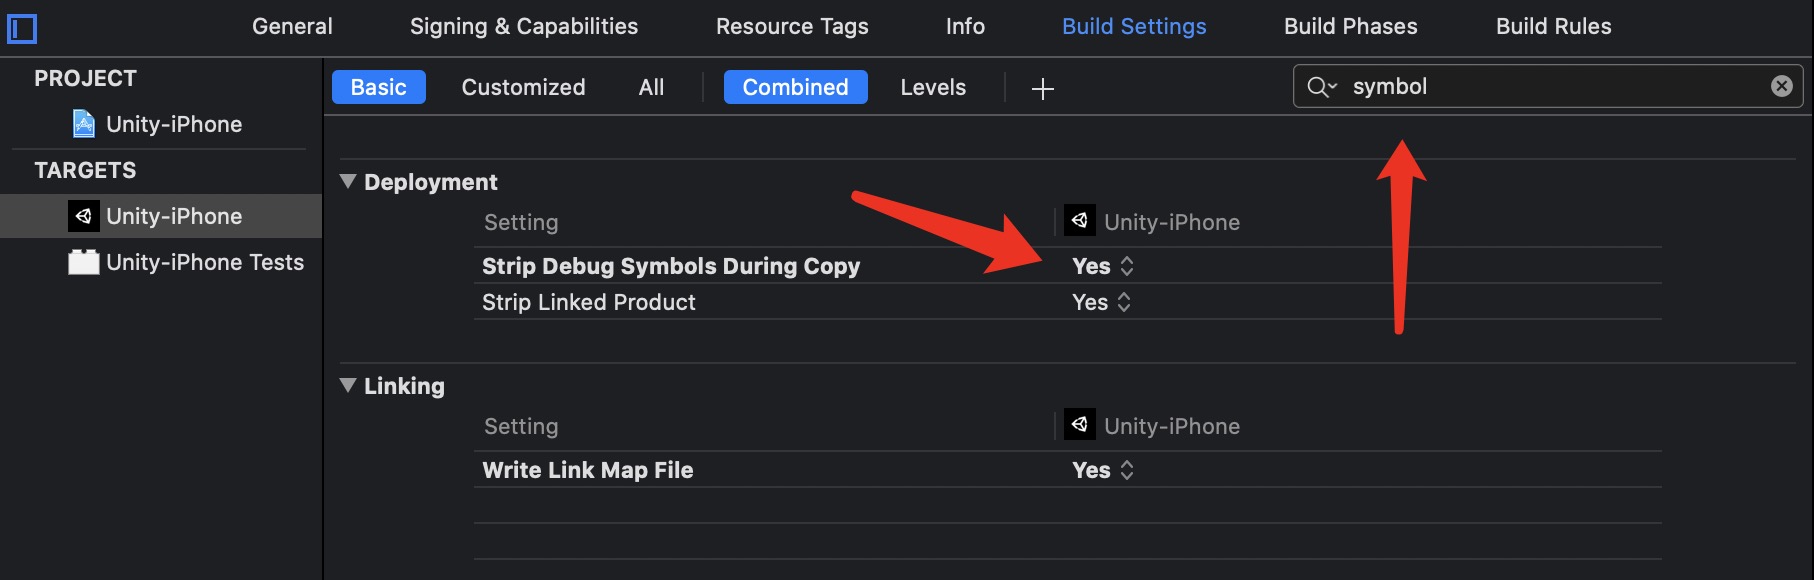 General Signing & Capabilities Resource Tags Info Build Settings Build Phases Build Rules
PROJECT
Unity-iPhone
TARGETS
Unity-iPhone
Unity-iPhone Tests
Basic Customized All Combined Levels + symbol
Deployment
Setting Unity-iPhone
Strip Debug Symbols During Copy Yes
Strip Linked Product Yes
Linking
Setting Unity-iPhone
Write Link Map File Yes